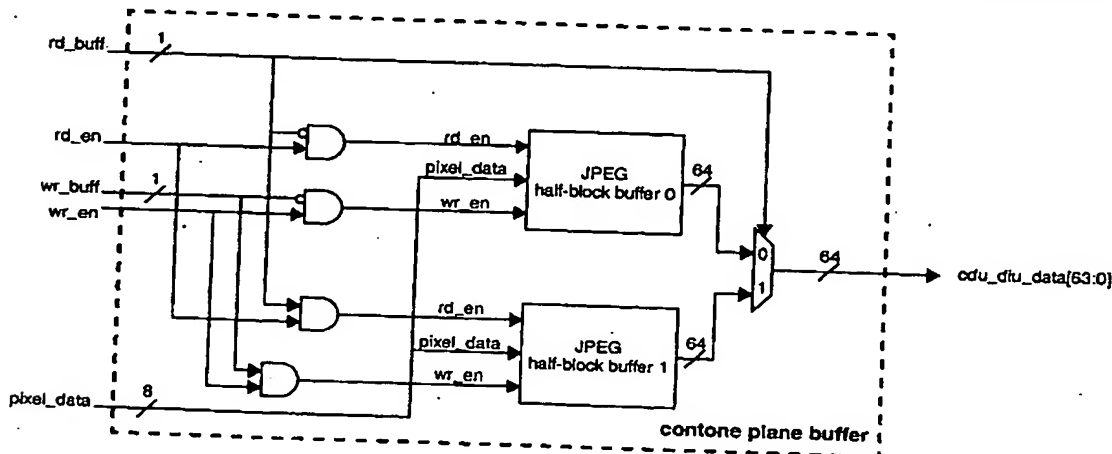 rd_buff
1
rd_en
wr_buff
1
wr_en
pixel_data
8
rd_en
pixel_data
wr_en
JPEG
half-block buffer 0
64
rd_en
pixel_data
wr_en
JPEG
half-block buffer 1
64
0
1
64
cdu_diu_data[63:0]
contone plane buffer